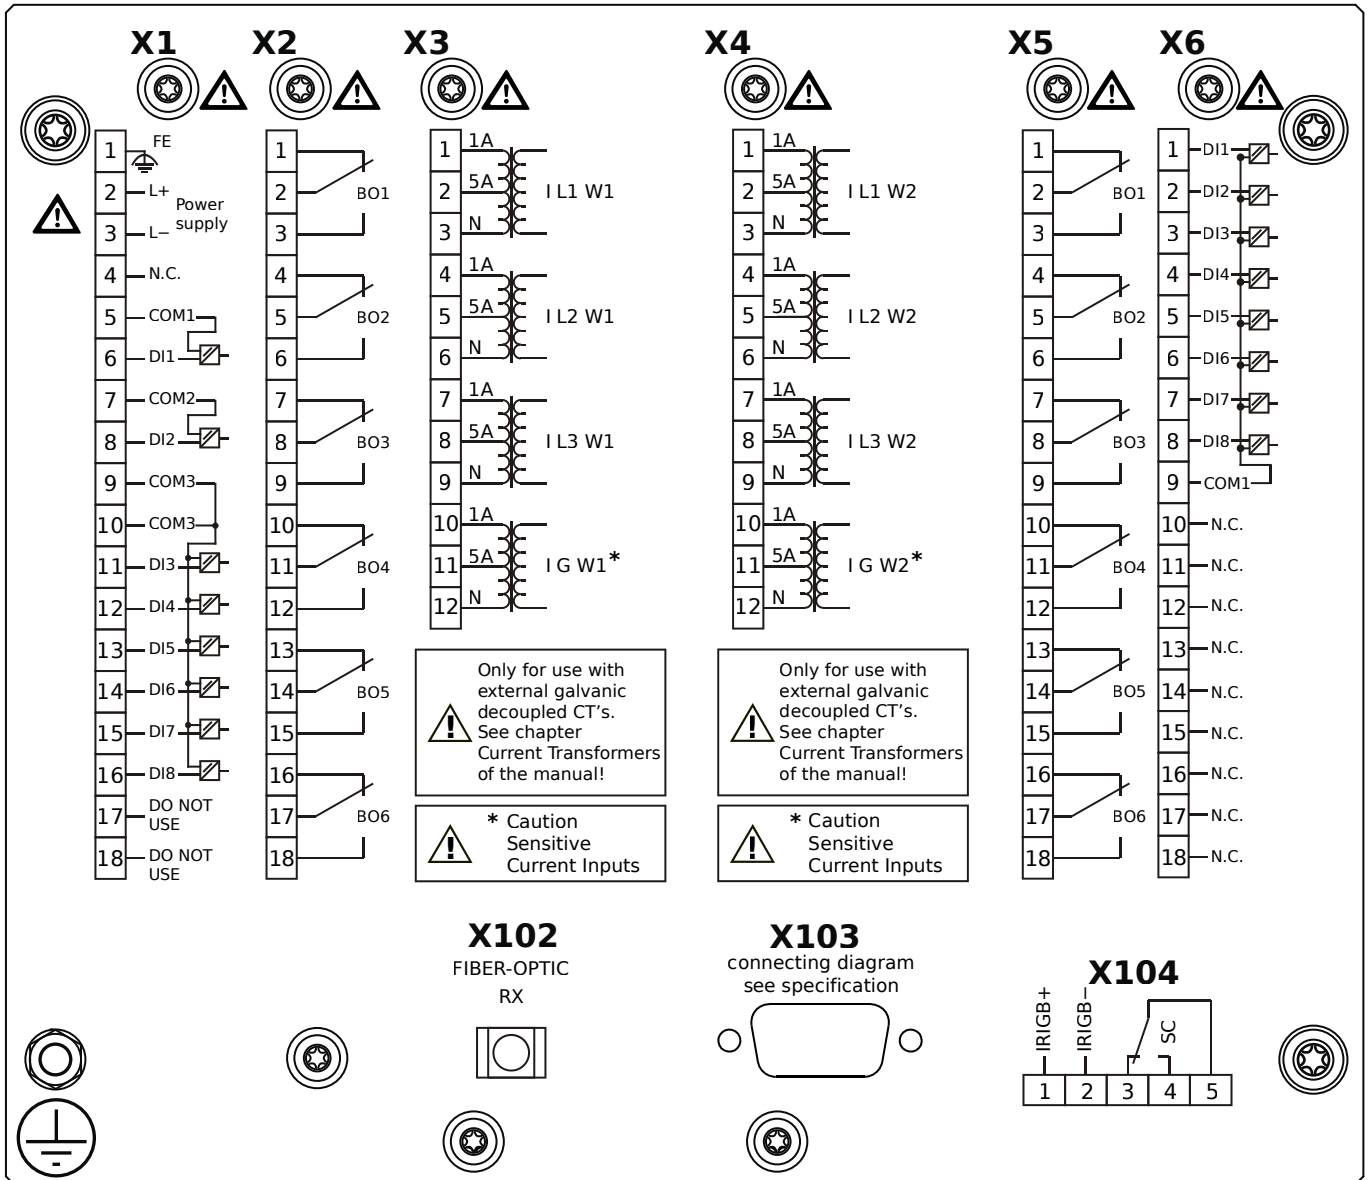 X1
X2
X3
X4
X5
X6
1 FE
2 L+
Power
supply
3 L−
4 N.C.
5 COM1
6 DI1
7 COM2
8 DI2
9 COM3
10 COM3
11 DI3
12 DI4
13 DI5
14 DI6
15 DI7
16 DI8
17 DO NOT
USE
18 DO NOT
USE
1
2 BO1
3
4
5 BO2
6
7
8 BO3
9
10
11 BO4
12
13
14 BO5
15
16
17 BO6
18
1 1A
2 5A I L1 W1
3 N
4 1A
5 5A I L2 W1
6 N
7 1A
8 5A I L3 W1
9 N
10 1A
11 5A I G W1*
12 N
Only for use with
external galvanic
decoupled CT's.
See chapter
Current Transformers
of the manual!
* Caution
Sensitive
Current Inputs
1 1A
2 5A I L1 W2
3 N
4 1A
5 5A I L2 W2
6 N
7 1A
8 5A I L3 W2
9 N
10 1A
11 5A I G W2*
12 N
Only for use with
external galvanic
decoupled CT's.
See chapter
Current Transformers
of the manual!
* Caution
Sensitive
Current Inputs
1
2 BO1
3
4
5 BO2
6
7
8 BO3
9
10
11 BO4
12
13
14 BO5
15
16
17 BO6
18
1 DI1
2 DI2
3 DI3
4 DI4
5 DI5
6 DI6
7 DI7
8 DI8
9 COM1
10 N.C.
11 N.C.
12 N.C.
13 N.C.
14 N.C.
15 N.C.
16 N.C.
17 N.C.
18 N.C.
X102
FIBER-OPTIC
RX
X103
connecting diagram
see specification
X104
IRIGB+
IRIGB−
SC
1 2 3 4 5